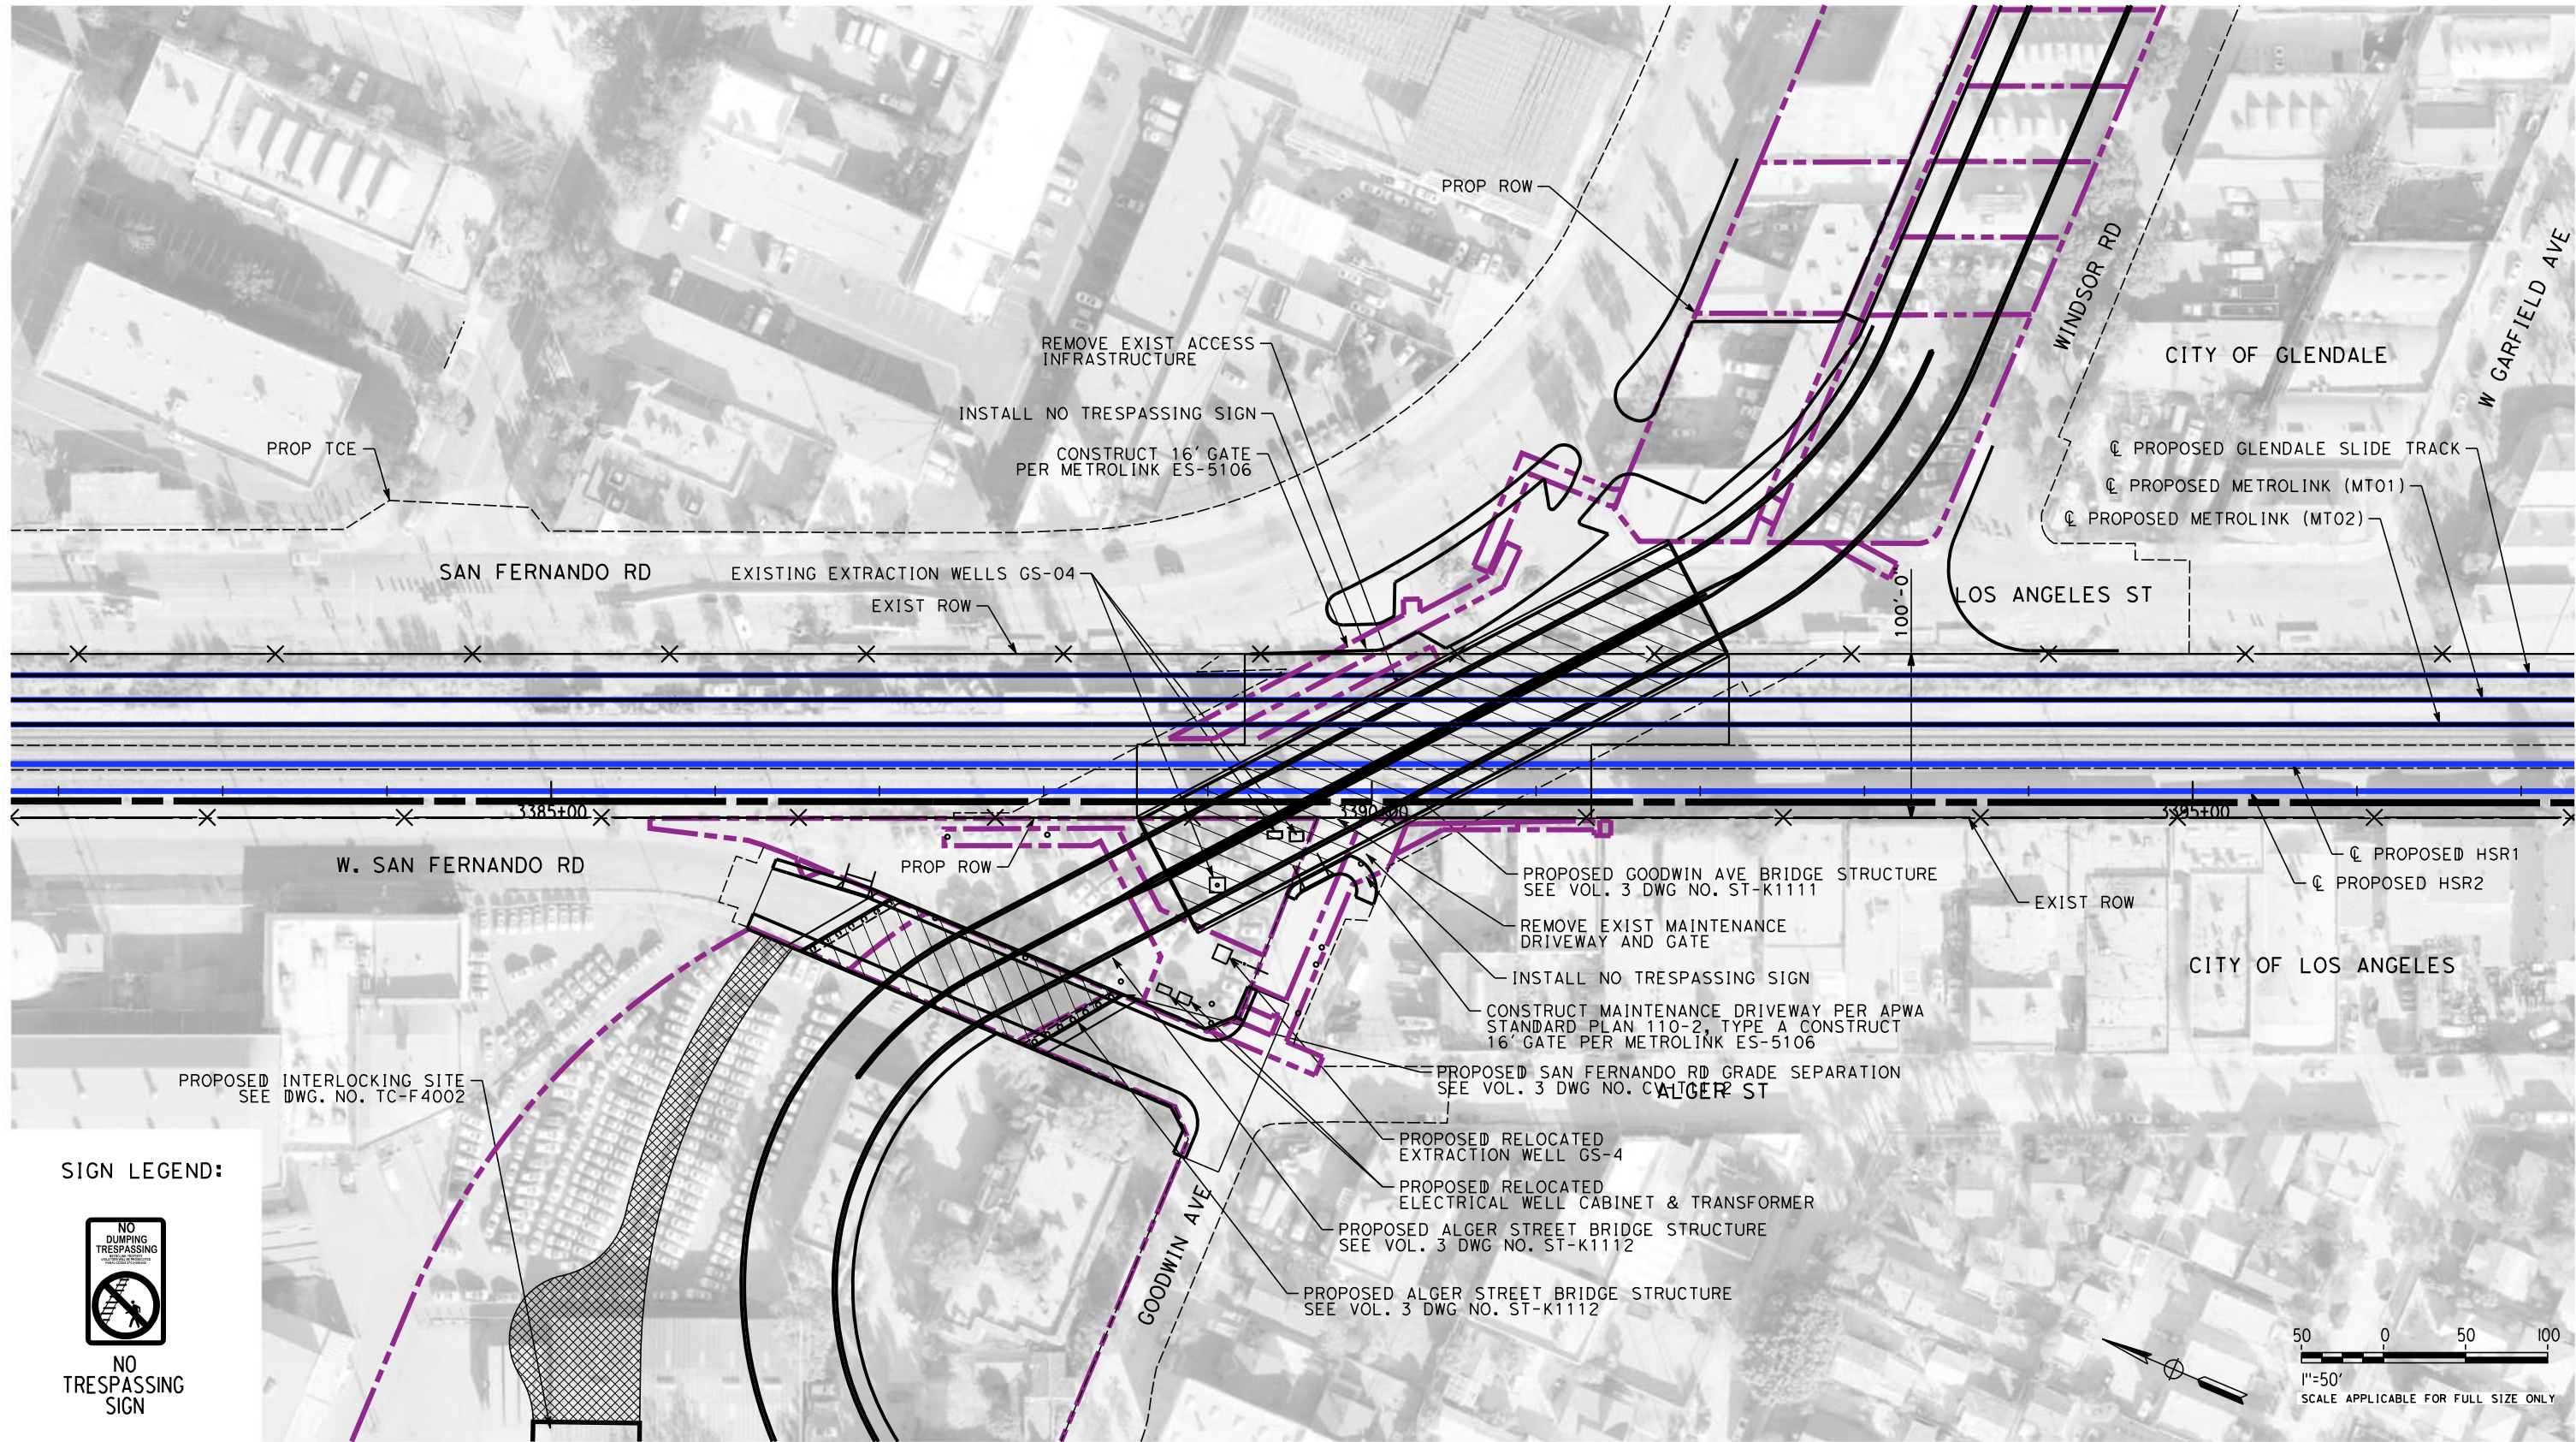 PROP ROW
WINDSOR RD
W GARFIELD AVE
CITY OF GLENDALE
REMOVE EXIST ACCESS
INFRASTRUCTURE
INSTALL NO TRESPASSING SIGN
CONSTRUCT 16' GATE
PER METROLINK ES-5106
PROP TCE
℄ PROPOSED GLENDALE SLIDE TRACK
℄ PROPOSED METROLINK (MT01)
℄ PROPOSED METROLINK (MT02)
SAN FERNANDO RD
EXISTING EXTRACTION WELLS GS-04
EXIST ROW
100'-0"
LOS ANGELES ST
3385+00
3390+00
3395+00
W. SAN FERNANDO RD
PROP ROW
PROPOSED GOODWIN AVE BRIDGE STRUCTURE
SEE VOL. 3 DWG NO. ST-K1111
℄ PROPOSED HSR1
℄ PROPOSED HSR2
EXIST ROW
REMOVE EXIST MAINTENANCE
DRIVEWAY AND GATE
CITY OF LOS ANGELES
INSTALL NO TRESPASSING SIGN
CONSTRUCT MAINTENANCE DRIVEWAY PER APWA
STANDARD PLAN 110-2, TYPE A CONSTRUCT
16' GATE PER METROLINK ES-5106
PROPOSED SAN FERNANDO RD GRADE SEPARATION
SEE VOL. 3 DWG NO.
ALGER ST
PROPOSED INTERLOCKING SITE
SEE DWG. NO. TC-F4002
PROPOSED RELOCATED
EXTRACTION WELL GS-4
PROPOSED RELOCATED
ELECTRICAL WELL CABINET & TRANSFORMER
PROPOSED ALGER STREET BRIDGE STRUCTURE
SEE VOL. 3 DWG NO. ST-K1112
PROPOSED ALGER STREET BRIDGE STRUCTURE
SEE VOL. 3 DWG NO. ST-K1112
GOODWIN AVE
SIGN LEGEND:
NO
DUMPING
TRESPASSING
NO
TRESPASSING
SIGN
50 0 50 100
1"=50'
SCALE APPLICABLE FOR FULL SIZE ONLY